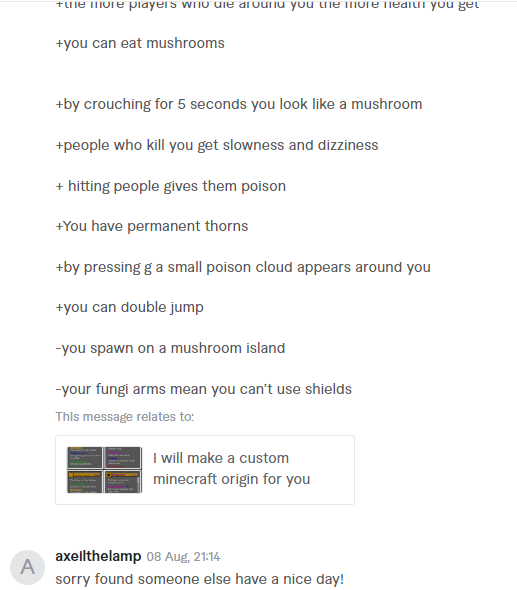 +the more players who die around you the more health you get
+you can eat mushrooms
+by crouching for 5 seconds you look like a mushroom
+people who kill you get slowness and dizziness
+ hitting people gives them poison
+You have permanent thorns
+by pressing g a small poison cloud appears around you
+you can double jump
-you spawn on a mushroom island
-your fungi arms mean you can't use shields
This message relates to:
I will make a custom
minecraft origin for you
A
axellthelamp 08 Aug, 21:14
sorry found someone else have a nice day!